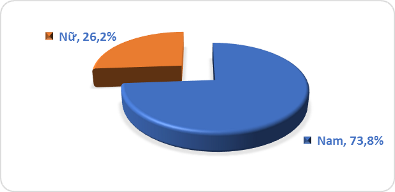 Nữ, 26,2%
Nam, 73,8%